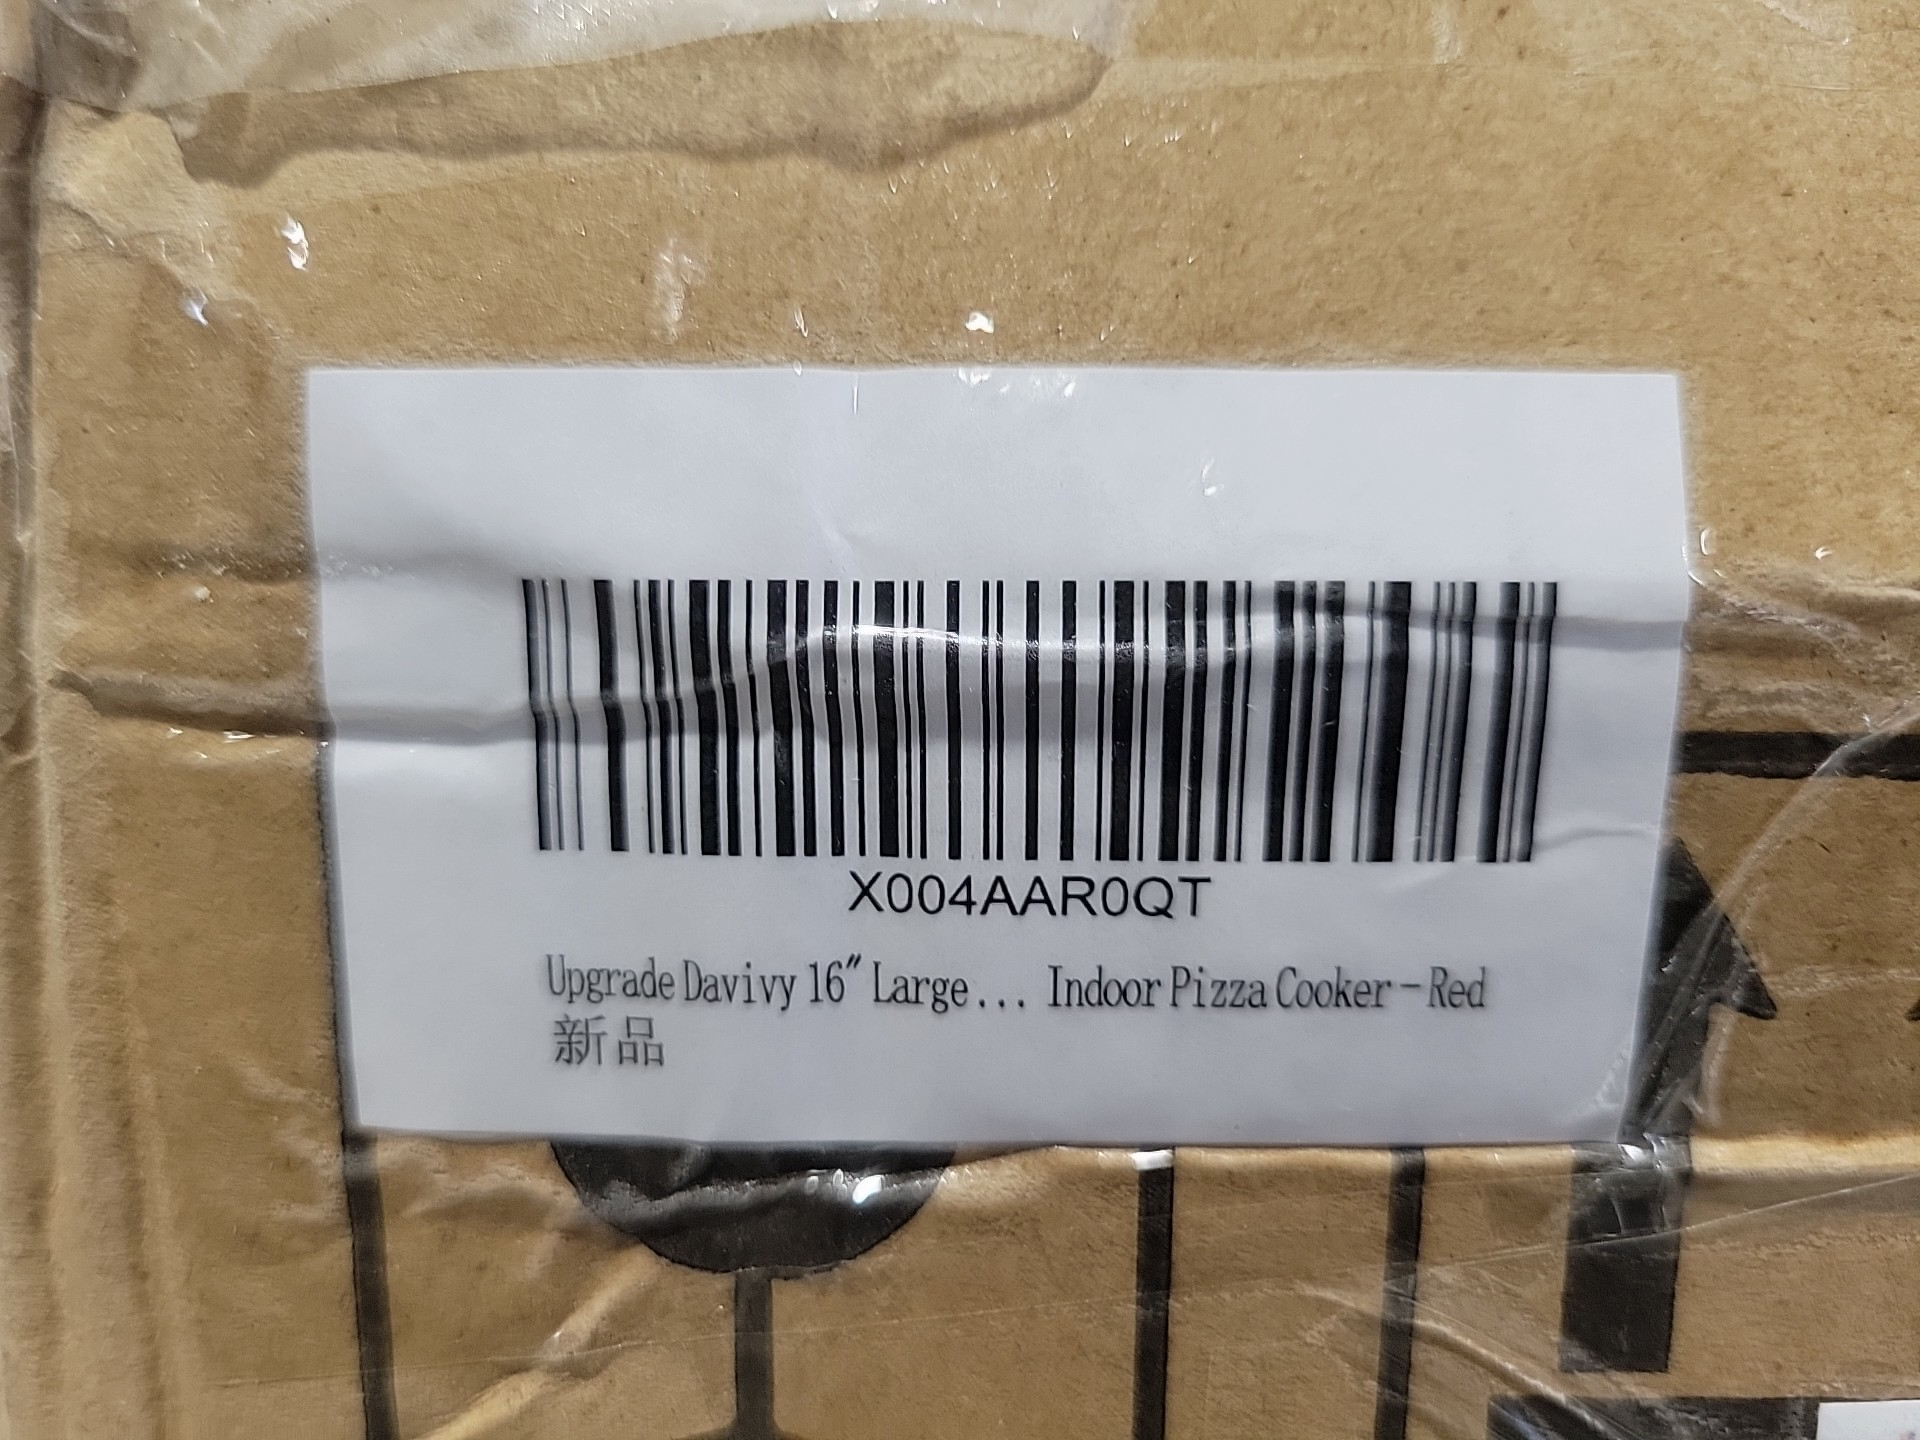 X004AAR0QT
Upgrade Davivy 16" Large... Indoor Pizza Cooker-Red
新品